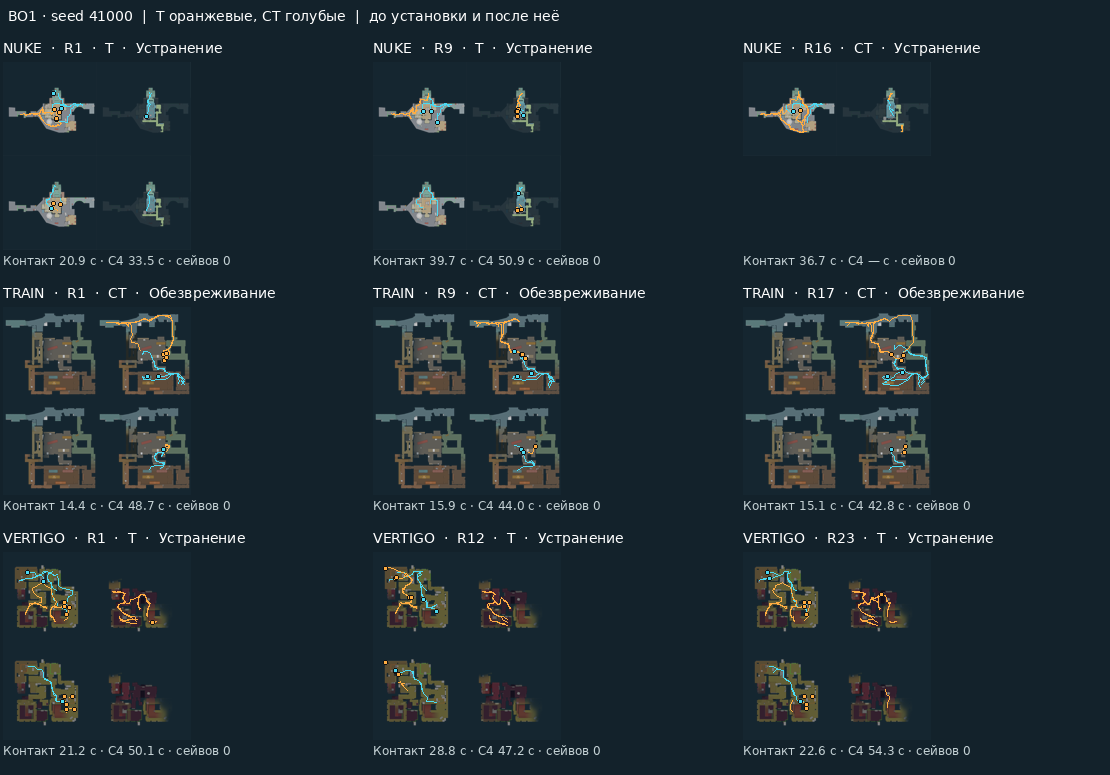 BO1 · seed 41000 | T оранжевые, CT голубые | до установки и после неё
NUKE · R1 · T · Устранение
NUKE · R9 · T · Устранение
NUKE · R16 · CT · Устранение
Контакт 20.9 с · C4 33.5 с · сейвов 0
Контакт 39.7 с · C4 50.9 с · сейвов 0
Контакт 36.7 с · C4 — с · сейвов 0
TRAIN · R1 · CT · Обезвреживание
TRAIN · R9 · CT · Обезвреживание
TRAIN · R17 · CT · Обезвреживание
Контакт 14.4 с · C4 48.7 с · сейвов 0
Контакт 15.9 с · C4 44.0 с · сейвов 0
Контакт 15.1 с · C4 42.8 с · сейвов 0
VERTIGO · R1 · T · Устранение
VERTIGO · R12 · T · Устранение
VERTIGO · R23 · T · Устранение
Контакт 21.2 с · C4 50.1 с · сейвов 0
Контакт 28.8 с · C4 47.2 с · сейвов 0
Контакт 22.6 с · C4 54.3 с · сейвов 0